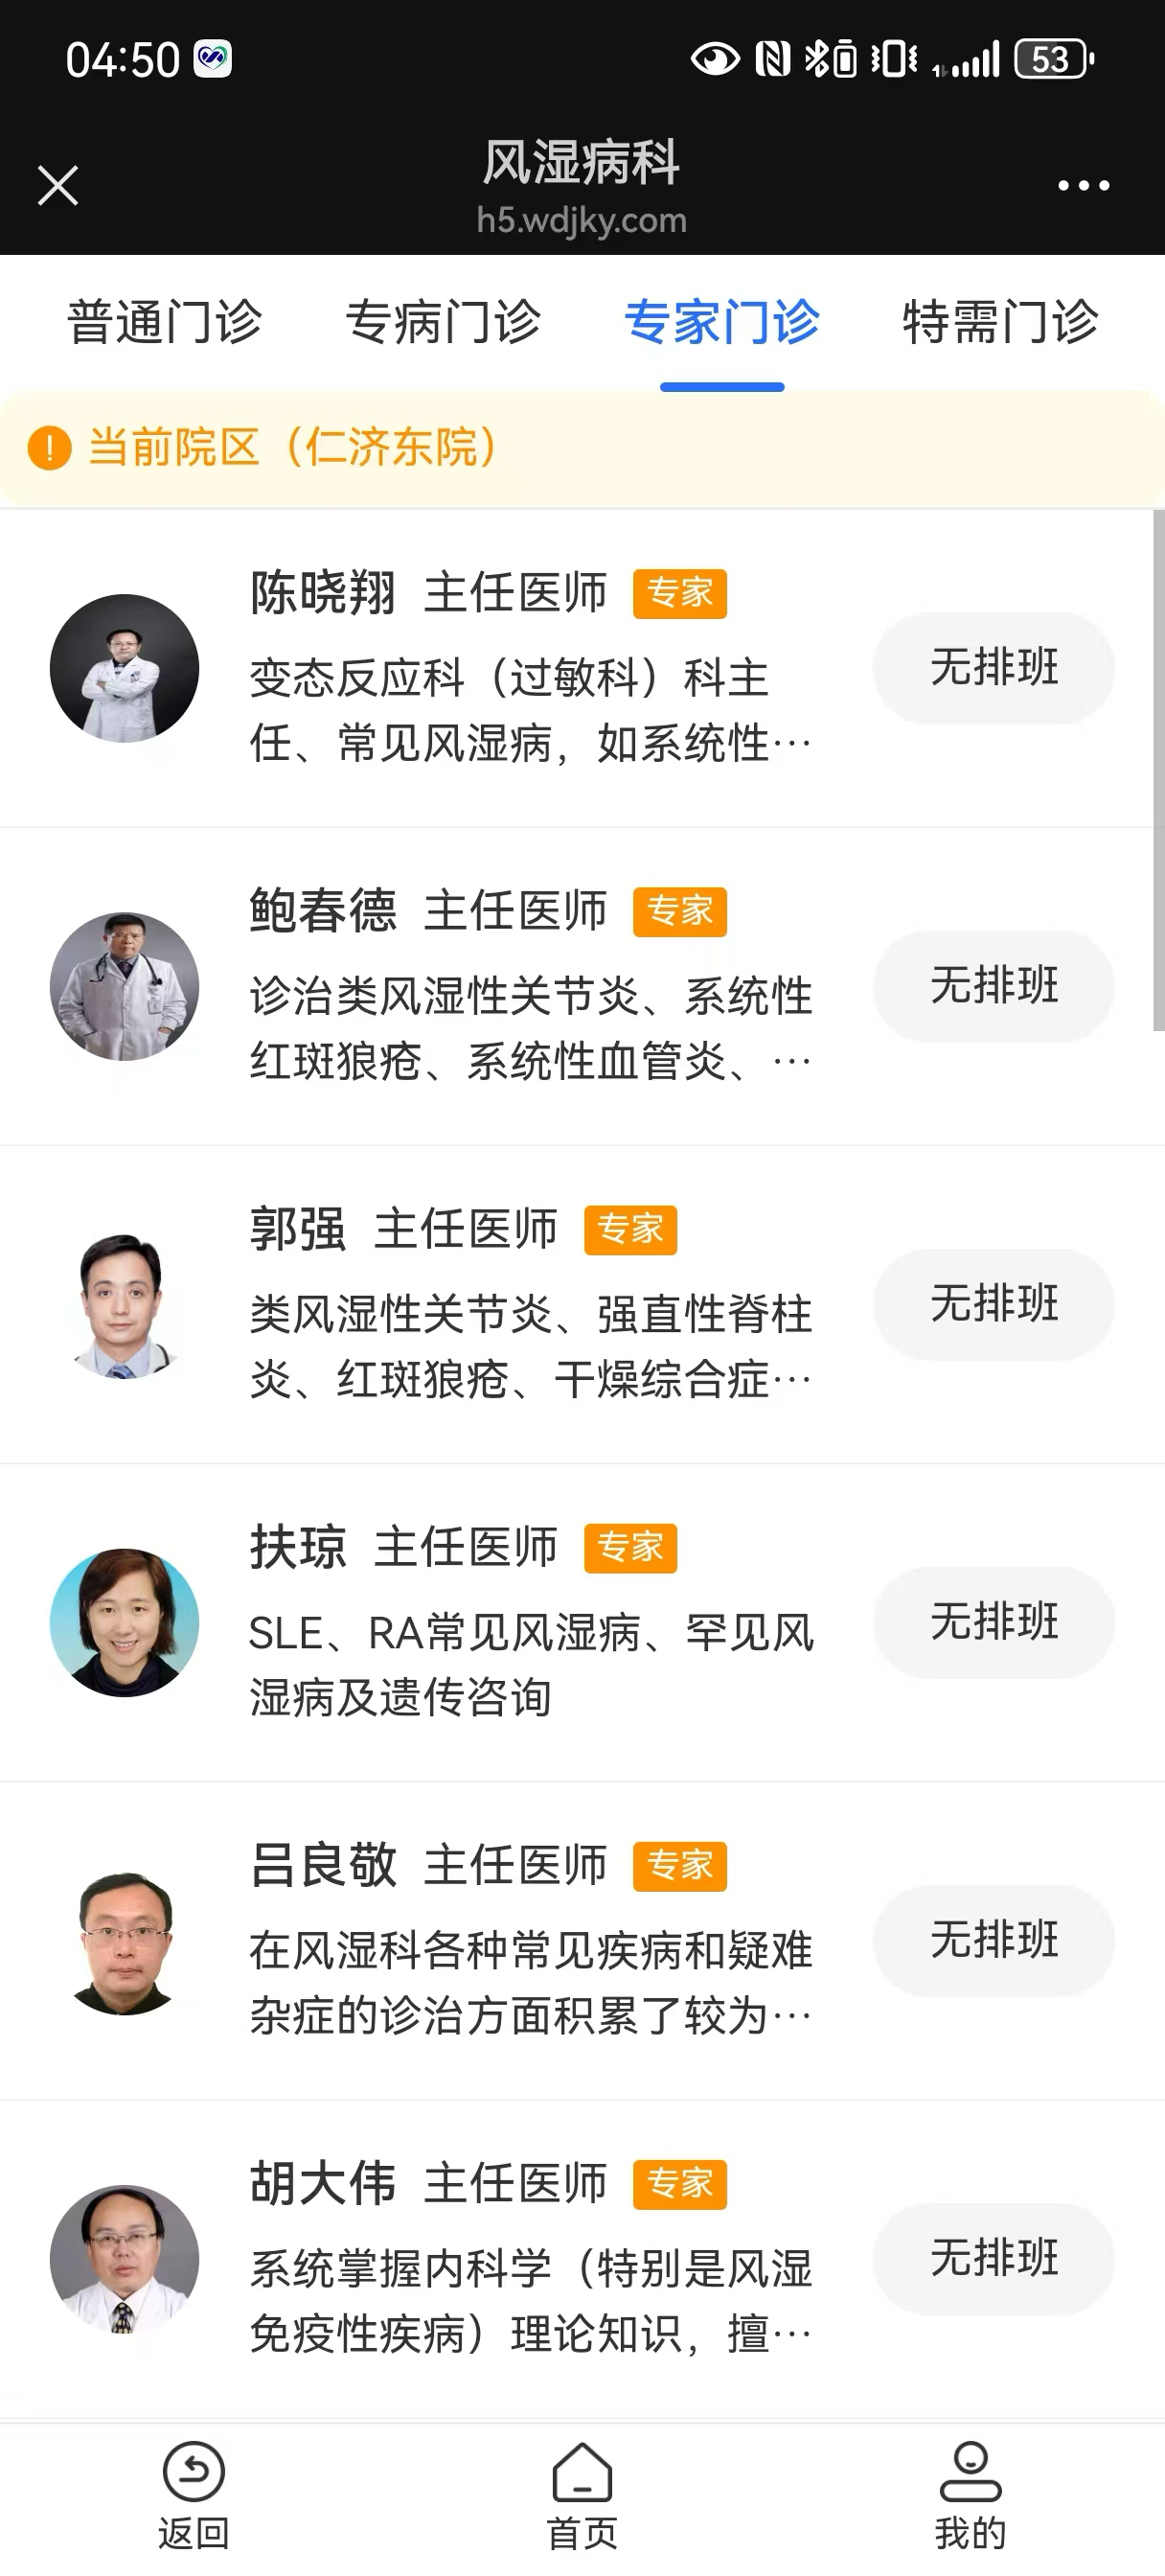 04:50
53
风湿病科
h5.wdjky.com
普通门诊 专病门诊 专家门诊 特需门诊
当前院区（仁济东院）
陈晓翔 主任医师 专家
变态反应科（过敏科）科主
任、常见风湿病，如系统性…
无排班
鲍春德 主任医师 专家
诊治类风湿性关节炎、系统性
红斑狼疮、系统性血管炎、…
无排班
郭强 主任医师 专家
类风湿性关节炎、强直性脊柱
炎、红斑狼疮、干燥综合症…
无排班
扶琼 主任医师 专家
SLE、RA常见风湿病、罕见风
湿病及遗传咨询
无排班
吕良敬 主任医师 专家
在风湿科各种常见疾病和疑难
杂症的诊治方面积累了较为…
无排班
胡大伟 主任医师 专家
系统掌握内科学（特别是风湿
免疫性疾病）理论知识，擅…
无排班
返回 首页 我的